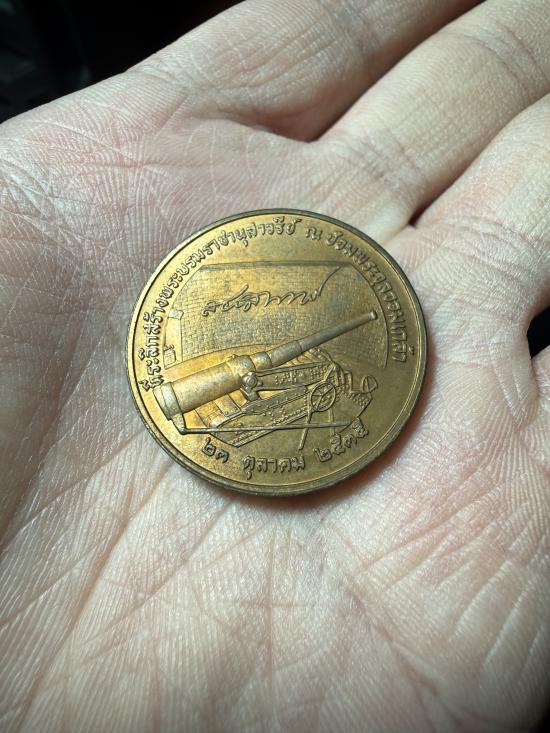 ที่ระลึกสร้างพระบรมราชานุสาวรีย์ ณ ป้อมพระจุลจอมเกล้า
๒๓ ตุลาคม ๒๕๓๕